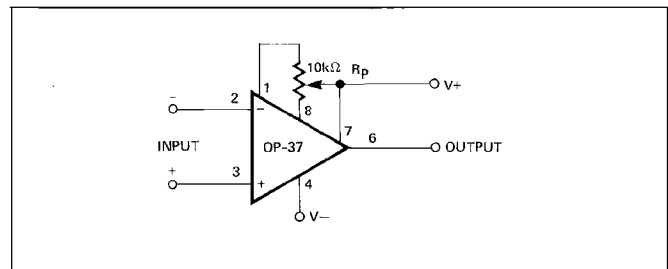 10kΩ Rp
V+
1
8
− 2 −
7
6
INPUT OP-37 OUTPUT
+ 3 +
4
V−